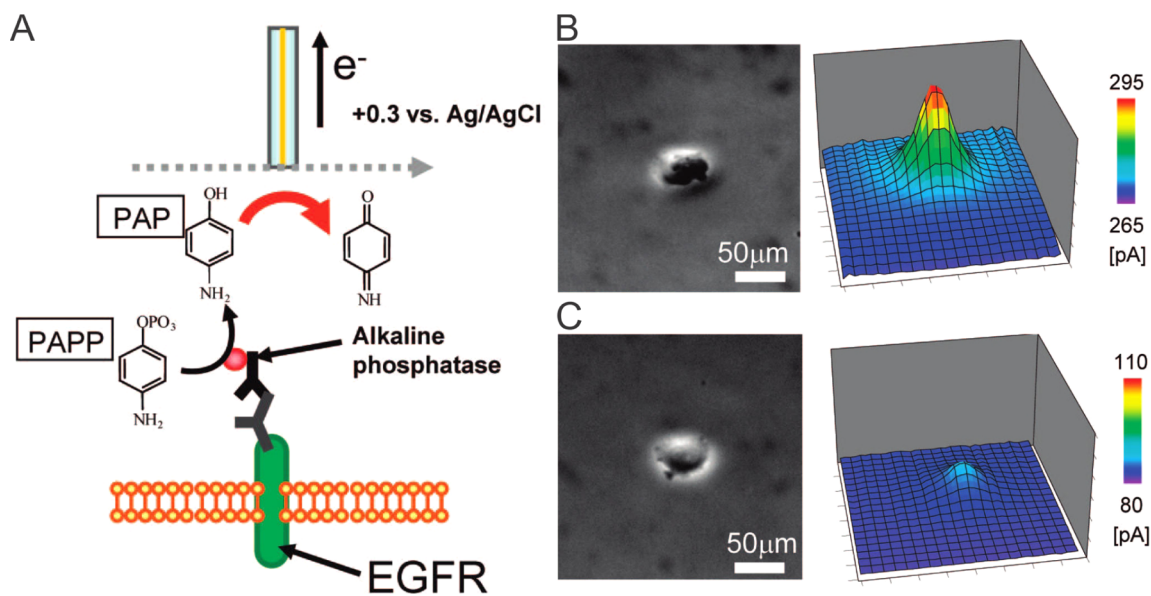 A
e-
+0.3 vs. Ag/AgCl
OH
PAP
NH2
O
NH
OPO3
PAPP
NH2
Alkaline
phosphatase
EGFR
B
50μm
295
265
[pA]
C
50μm
110
80
[pA]